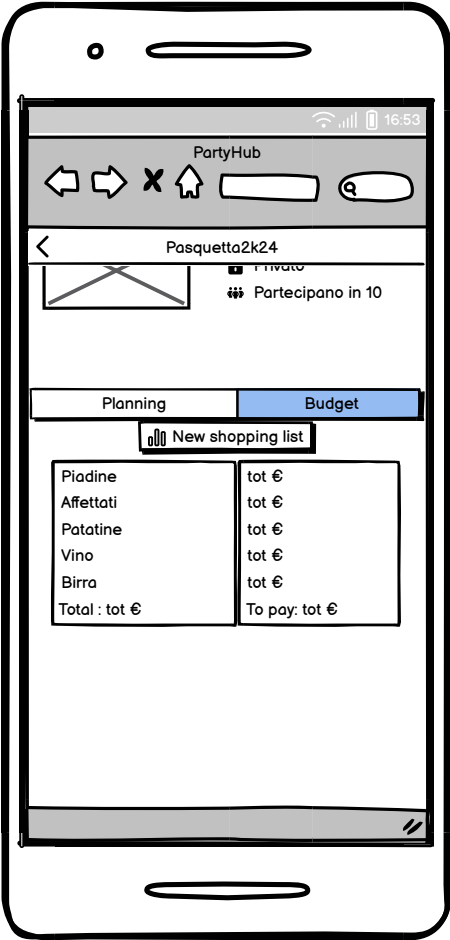 16:53
PartyHub
Pasquetta2k24
Privato
Partecipano in 10
Planning Budget
New shopping list
Piadine tot €
Affettati tot €
Patatine tot €
Vino tot €
Birra tot €
Total : tot € To pay: tot €